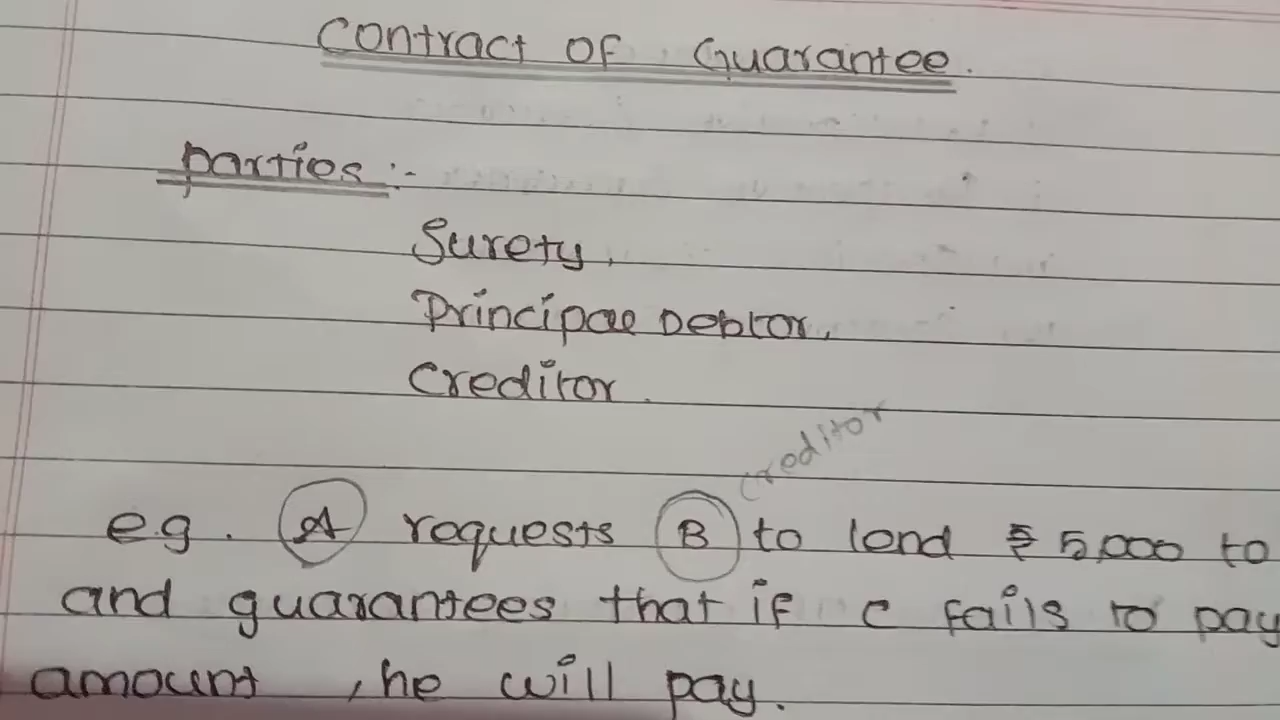 Contract of Guarantee.
parties :-
Surety,
Principal Debtor,
Creditor.
creditor
e.g. A requests B to lend ₹ 5,000 to
and guarantees that if C fails to pay
amount, he will pay.